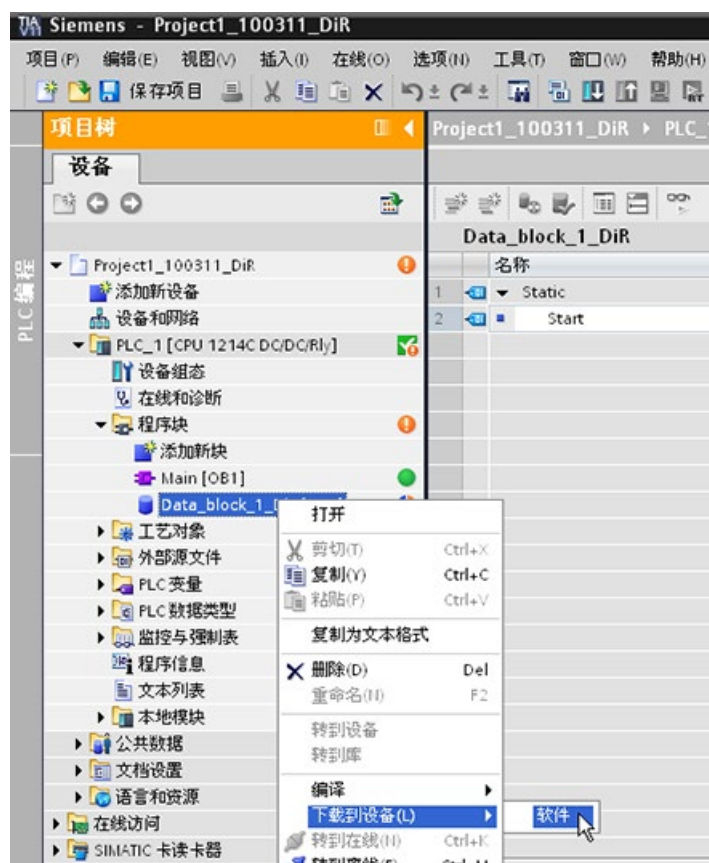 Siemens - Project1_100311_DiR
项目(P) 编辑(E) 视图(V) 插入(I) 在线(O) 选项(N) 工具(T) 窗口(W) 帮助(H)
保存项目
项目树
Project1_100311_DiR ▸ PLC_
设备
Data_block_1_DiR
PLC 编程
Project1_100311_DiR
名称
添加新设备
1 Static
设备和网络
2 Start
PLC_1 [CPU 1214C DC/DC/Rly]
设备组态
在线和诊断
程序块
添加新块
Main [OB1]
Data_block_1_
工艺对象
外部源文件
PLC 变量
PLC 数据类型
监控与强制表
程序信息
文本列表
本地模块
公共数据
文档设置
语言和资源
在线访问
SIMATIC 卡读卡器
打开
剪切(T) Ctrl+X
复制(Y) Ctrl+C
粘贴(P) Ctrl+V
复制为文本格式
删除(D) Del
重命名(N) F2
转到设备
转到库
编译
下载到设备(L)
软件
转到在线(N) Ctrl+K